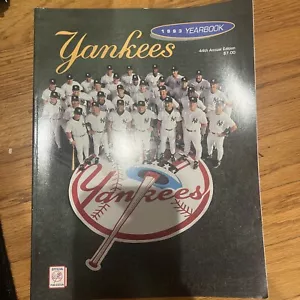 Yankees
1993 YEARBOOK
44th Annual Edition
$7.00
Yankees